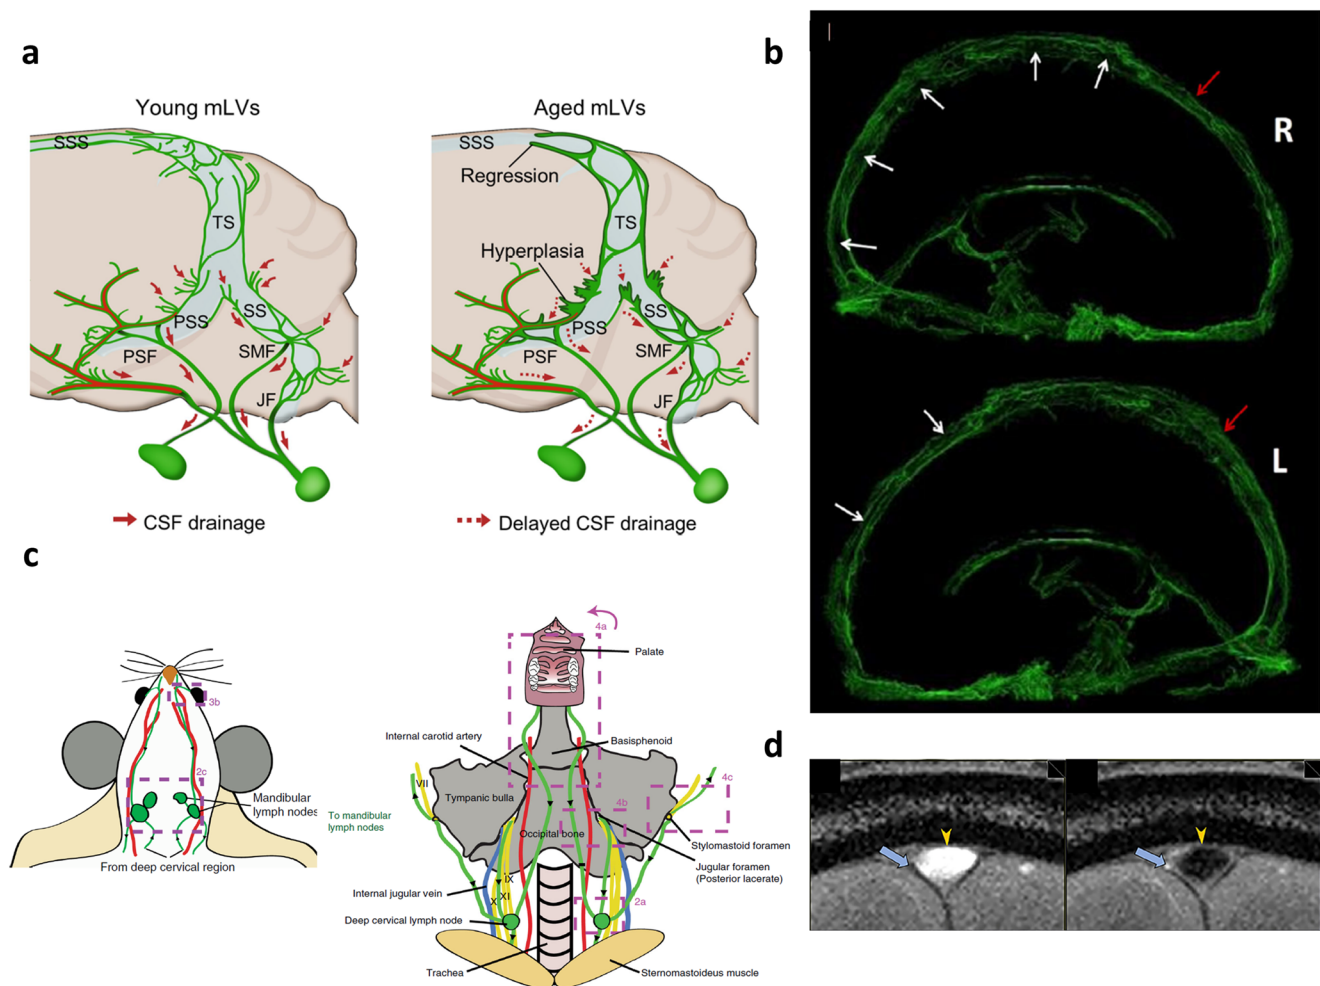 a
Young mLVs
SSS
TS
PSS
SS
PSF
SMF
JF
CSF drainage
Aged mLVs
SSS
Regression
TS
Hyperplasia
PSS
SS
PSF
SMF
JF
Delayed CSF drainage
b
R
L
c
3b
2c
Mandibular
lymph nodes
From deep cervical region
4a
Palate
Internal carotid artery
Basisphenoid
VII
Tympanic bulla
4c
4b
To mandibular
lymph nodes
Occipital bone
Stylomastoid foramen
Jugular foramen
(Posterior lacerate)
Internal jugular vein
IX
X
XI
2a
Deep cervical lymph node
Trachea
Sternomastoideus muscle
d